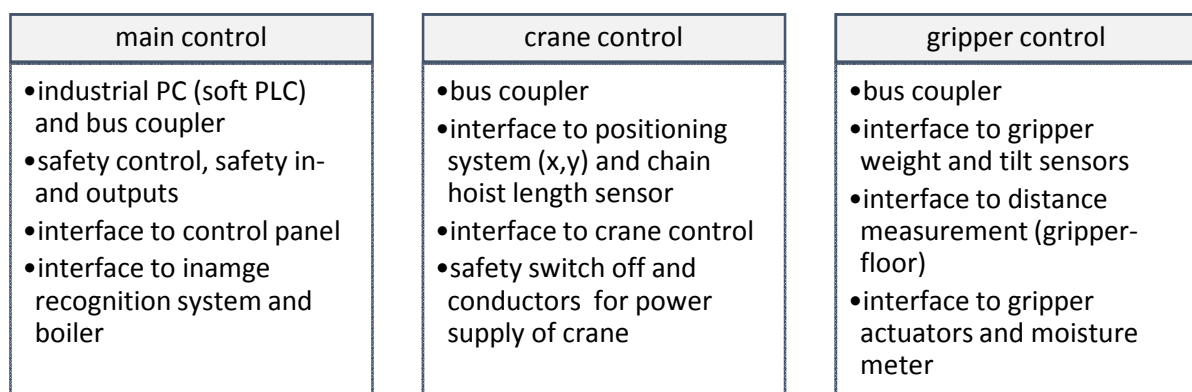 main control
•industrial PC (soft PLC)
and bus coupler
•safety control, safety in-
and outputs
•interface to control panel
•interface to inamge
recognition system and
boiler
crane control
•bus coupler
•interface to positioning
system (x,y) and chain
hoist length sensor
•interface to crane control
•safety switch off and
conductors for power
supply of crane
gripper control
•bus coupler
•interface to gripper
weight and tilt sensors
•interface to distance
measurement (gripper-
floor)
•interface to gripper
actuators and moisture
meter